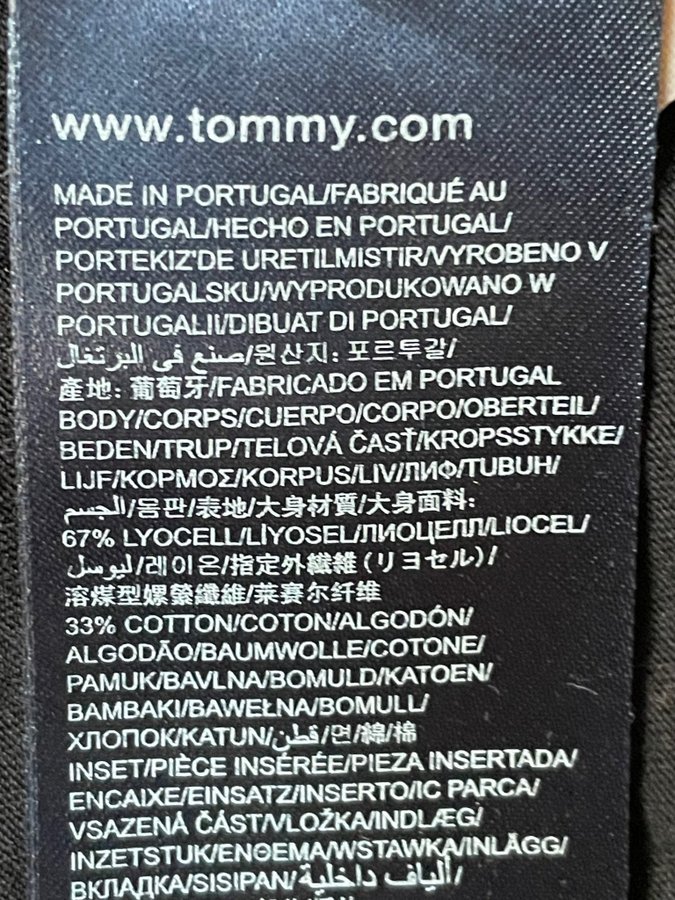 www.tommy.com
MADE IN PORTUGAL/FABRIQUÉ AU
PORTUGAL/HECHO EN PORTUGAL/
PORTEKIZ'DE URETILMISTIR/VYROBENO V
PORTUGALSKU/WYPRODUKOWANO W
PORTUGALII/DIBUAT DI PORTUGAL/
صنع في البرتغال/원산지: 포르투갈/
產地: 葡萄牙/FABRICADO EM PORTUGAL
BODY/CORPS/CUERPO/CORPO/OBERTEIL/
BEDEN/TRUP/TELOVÁ ČASŤ/KROPSSTYKKE/
LIJF/ΚΟΡΜΟΣ/KORPUS/LIV/ЛИФ/TUBUH/
الجسم/몸판/表地/大身材質/大身面料:
67% LYOCELL/LİYOSEL/ЛИОЦЕЛЛ/LIOCEL/
ليوسل/레이온/指定外繊維 (リヨセル)/
溶煤型嫘縈纖維/莱赛尔纤维
33% COTTON/COTON/ALGODÓN/
ALGODÃO/BAUMWOLLE/COTONE/
PAMUK/BAVLNA/BOMULD/KATOEN/
BAMBAKI/BAWEŁNA/BOMULL/
ХЛОПОК/KATUN/قطن/면/綿/棉
INSET/PIÈCE INSÉRÉE/PIEZA INSERTADA/
ENCAIXE/EINSATZ/INSERTO/IC PARCA/
VSAZENÁ ČÁST/VLOŽKA/INDLÆG/
INZETSTUK/ΕΝΘΕΜΑ/WSTAWKA/INLÄGG/
ВКЛАДКА/SISIPAN/ألياف داخلية/